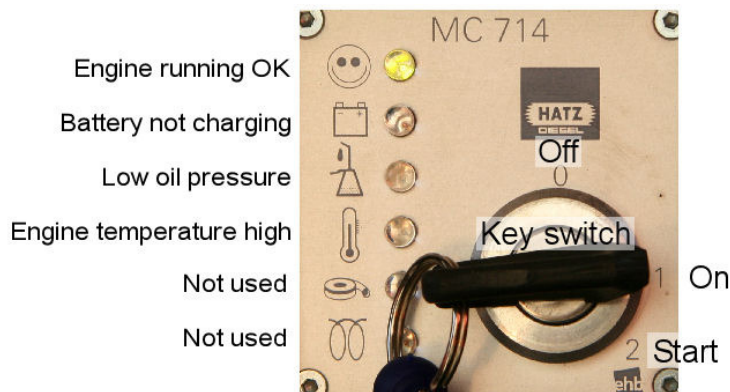 MC 714
Engine running OK
Battery not charging
HATZ
DIESEL
Off
0
Low oil pressure
Engine temperature high
Key switch
Not used
1 On
Not used
2 Start
ehb